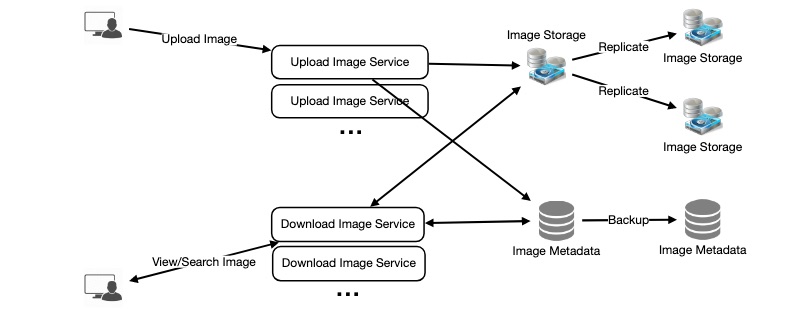 Upload Image
Upload Image Service
Upload Image Service
...
Image Storage
Replicate
Image Storage
Replicate
Image Storage
Download Image Service
Download Image Service
...
View/Search Image
Image Metadata
Backup
Image Metadata